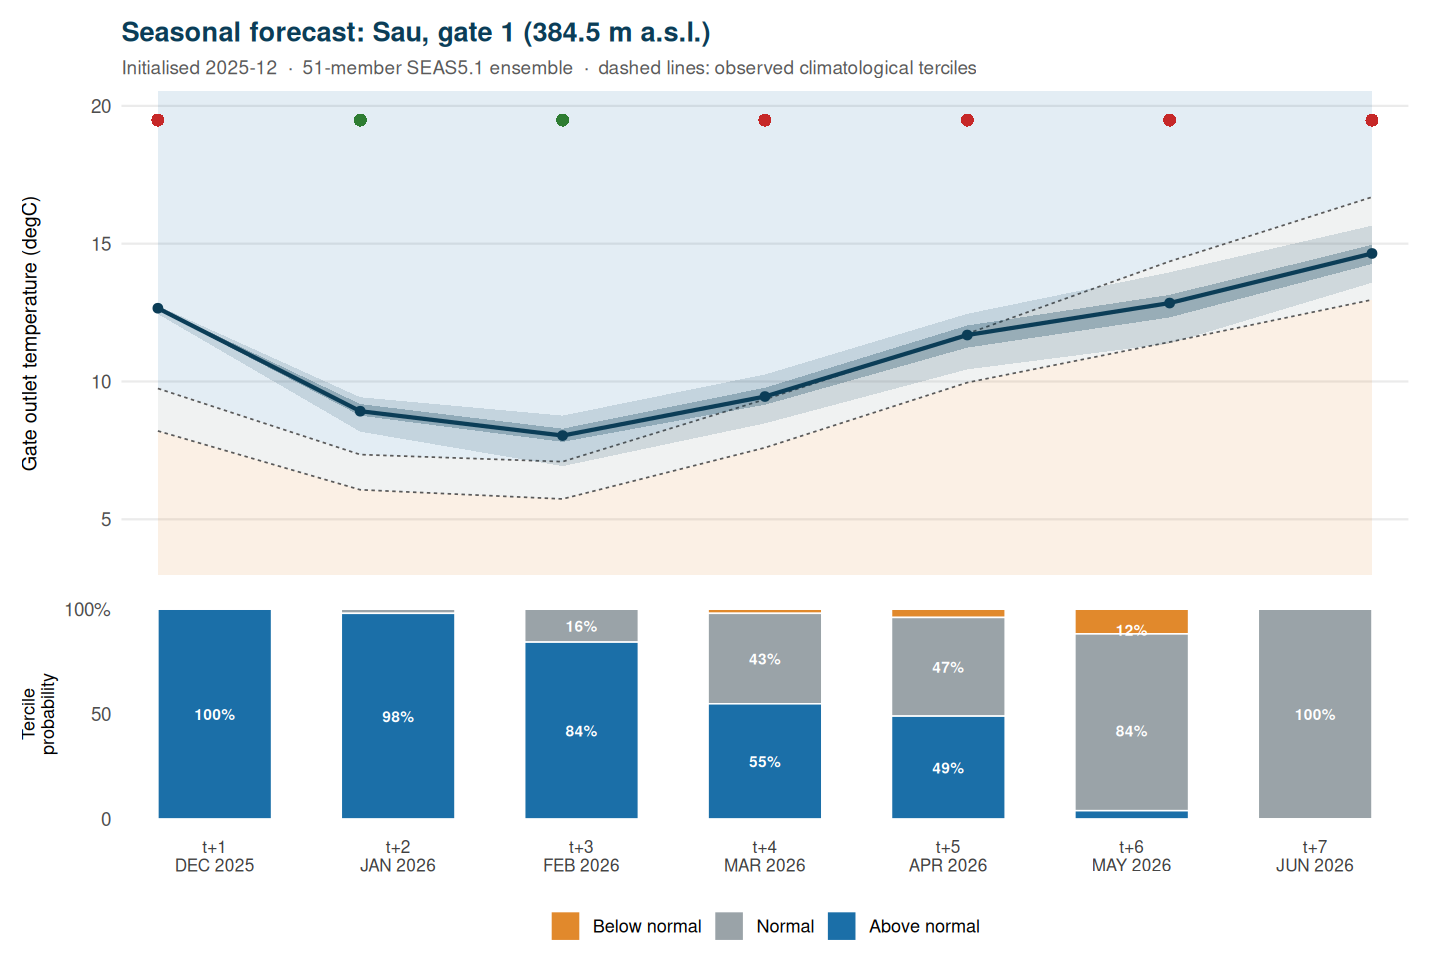 Seasonal forecast: Sau, gate 1 (384.5 m a.s.l.)
Initialised 2025-12 · 51-member SEAS5.1 ensemble · dashed lines: observed climatological terciles
Gate outlet temperature (degC)
20
15
10
5
Tercile
probability
100%
50
0
100%
98%
16%
84%
43%
55%
47%
49%
12%
84%
100%
t+1
DEC 2025
t+2
JAN 2026
t+3
FEB 2026
t+4
MAR 2026
t+5
APR 2026
t+6
MAY 2026
t+7
JUN 2026
Below normal
Normal
Above normal